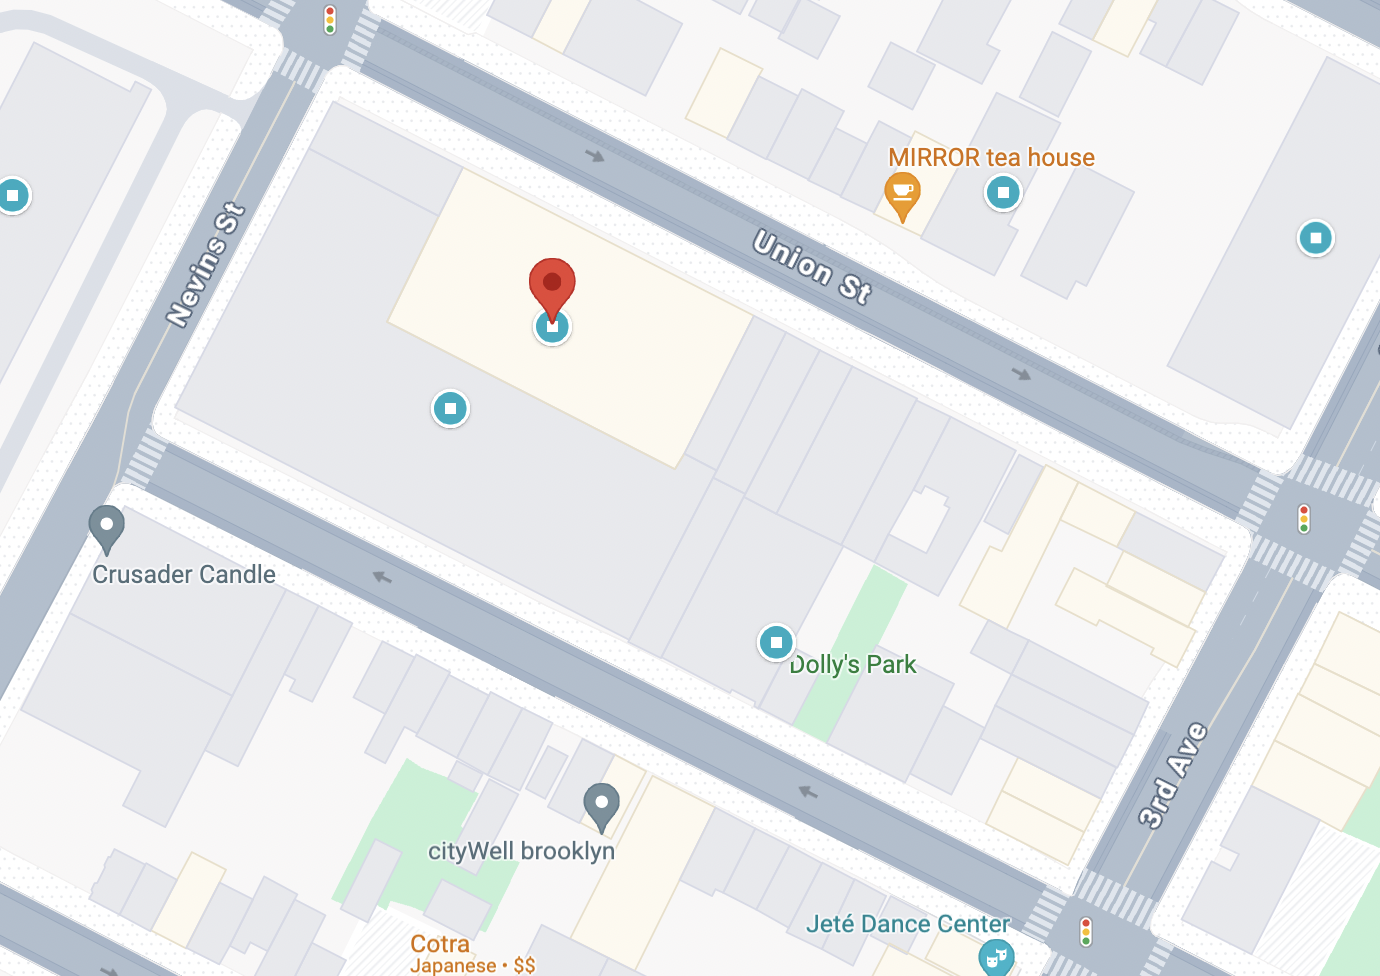 MIRROR tea house
Nevins St
Union St
Crusader Candle
Dolly's Park
3rd Ave
cityWell brooklyn
Jeté Dance Center
Cotra
Japanese • $$